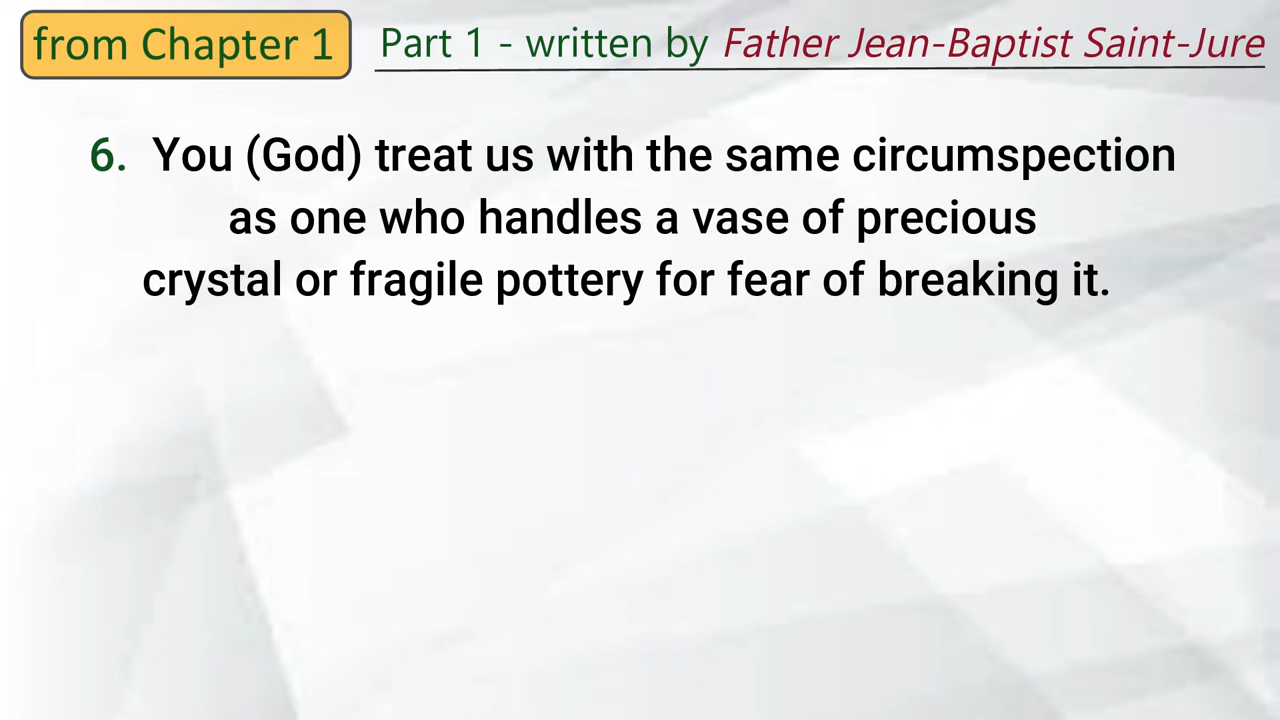 from Chapter 1
Part 1 - written by Father Jean-Baptist Saint-Jure
6. You (God) treat us with the same circumspection
as one who handles a vase of precious
crystal or fragile pottery for fear of breaking it.